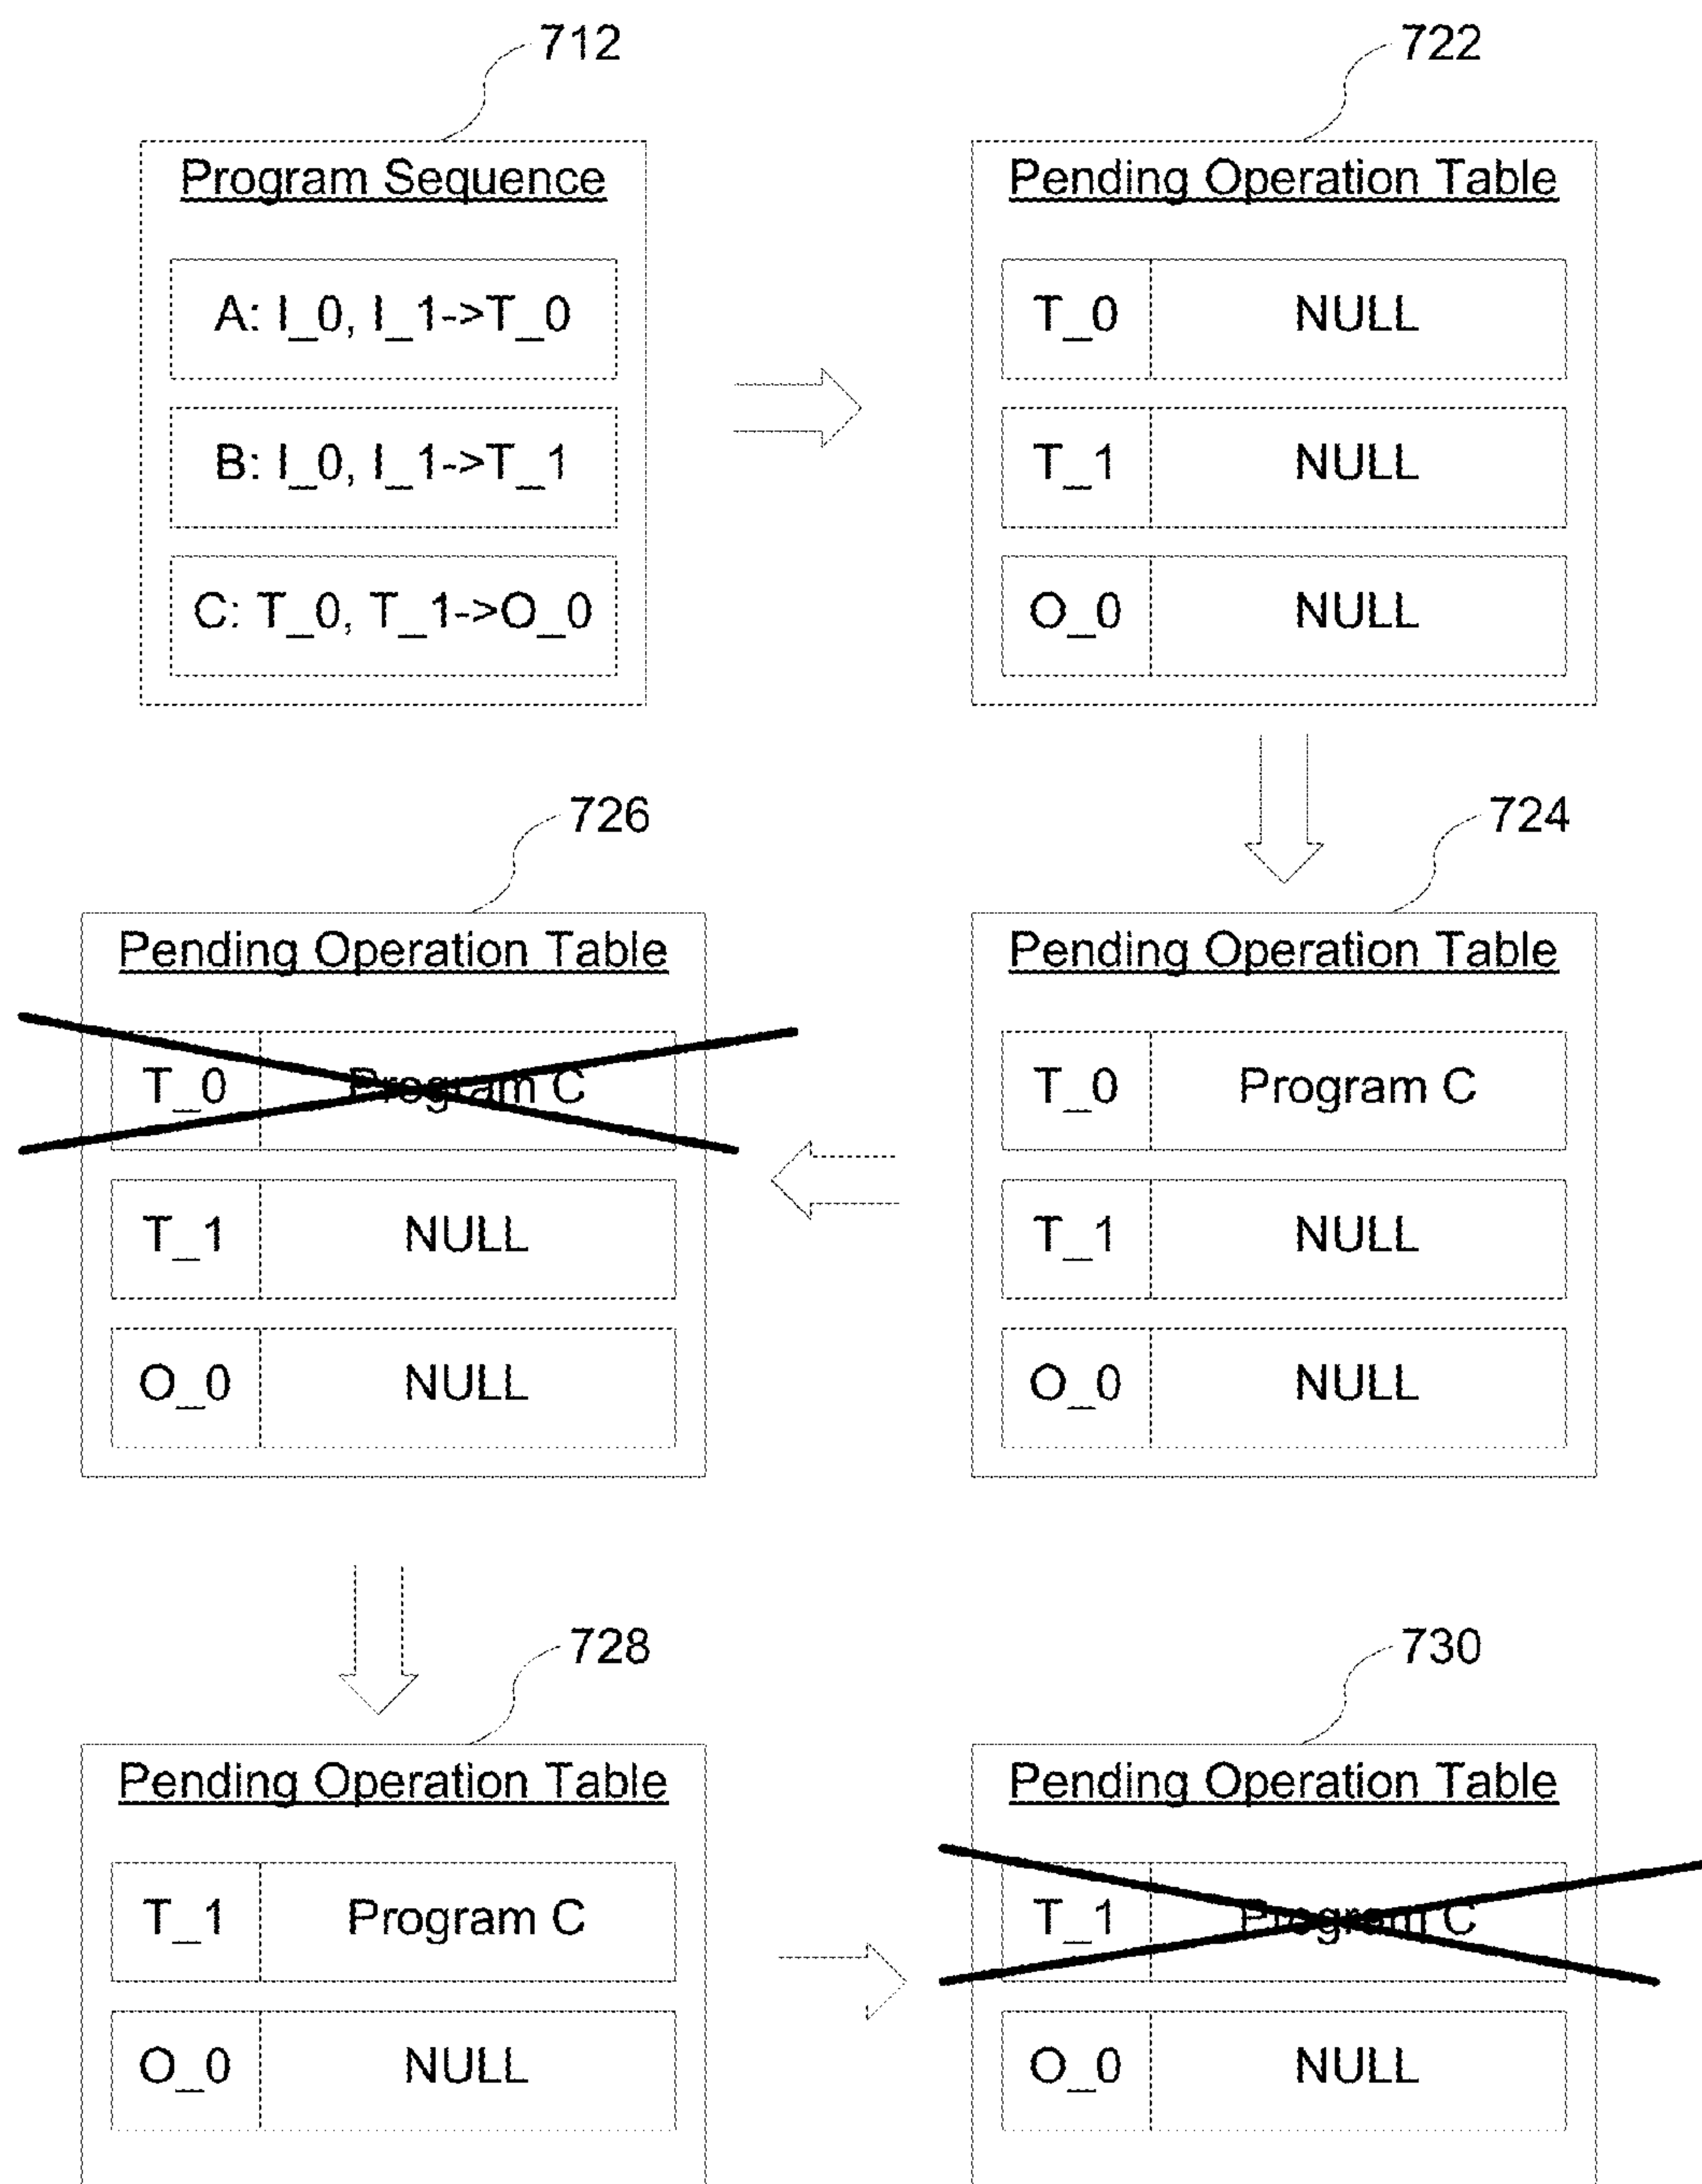 712
Program Sequence
A: I_0, I_1->T_0
B: I_0, I_1->T_1
C: T_0, T_1->O_0
722
Pending Operation Table
T_0 NULL
T_1 NULL
O_0 NULL
726
Pending Operation Table
T_0 Program C
T_1 NULL
O_0 NULL
724
Pending Operation Table
T_0 Program C
T_1 NULL
O_0 NULL
728
Pending Operation Table
T_1 Program C
O_0 NULL
730
Pending Operation Table
T_1 Program C
O_0 NULL